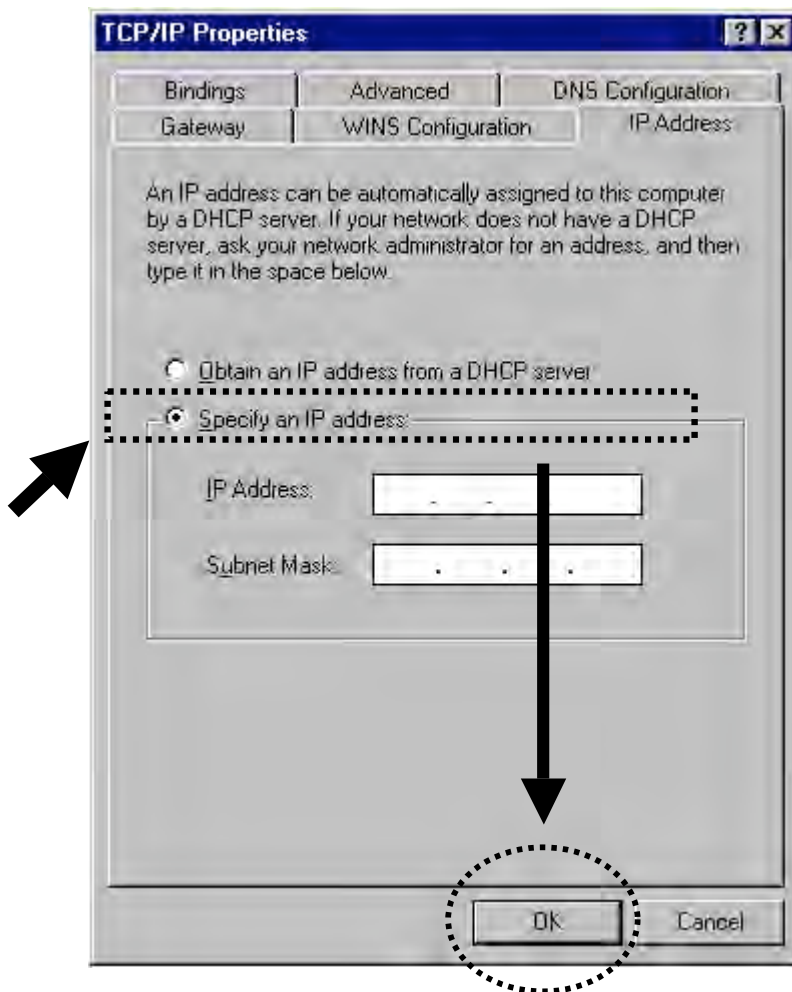 TCP/IP Properties
Bindings Advanced DNS Configuration
Gateway WINS Configuration IP Address
An IP address can be automatically assigned to this computer
by a DHCP server. If your network does not have a DHCP
server, ask your network administrator for an address, and then
type it in the space below.
Obtain an IP address from a DHCP server
Specify an IP address:
IP Address:
Subnet Mask:
OK Cancel